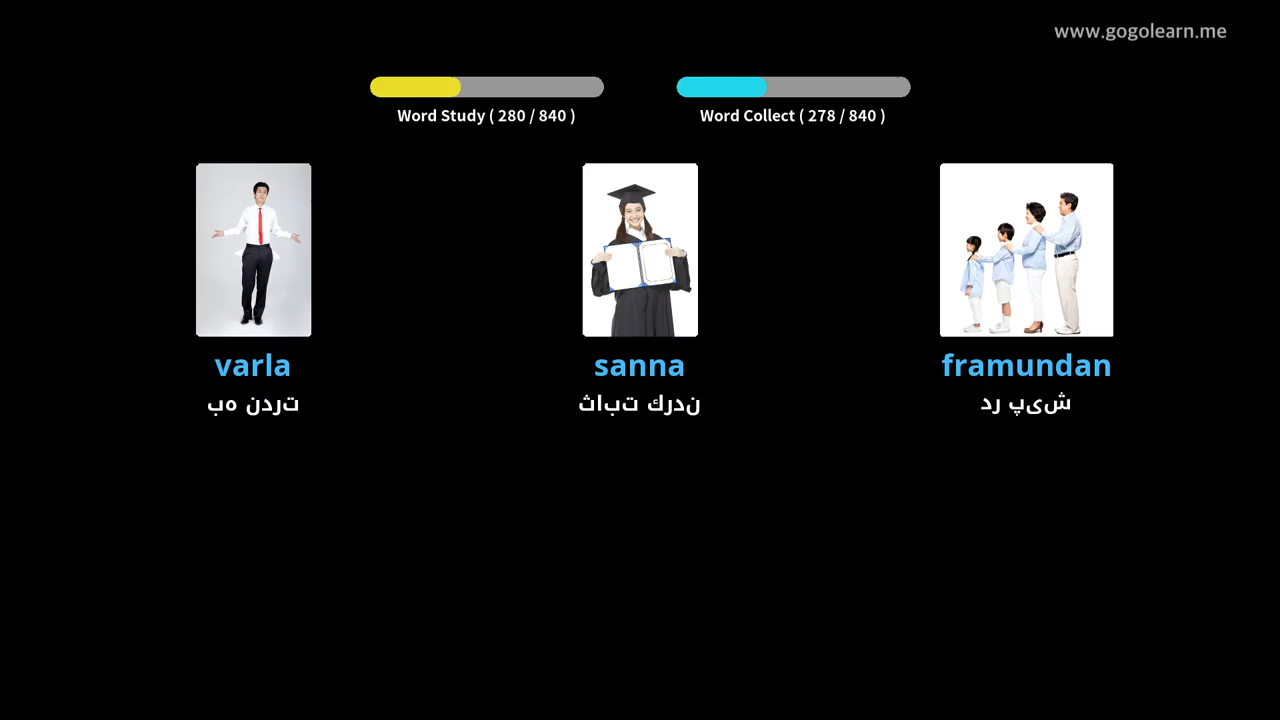 www.gogolearn.me
Word Study ( 280 / 840 )
Word Collect ( 278 / 840 )
varla
sanna
framundan
تردن هب
ندرك تباث
شیپ رد